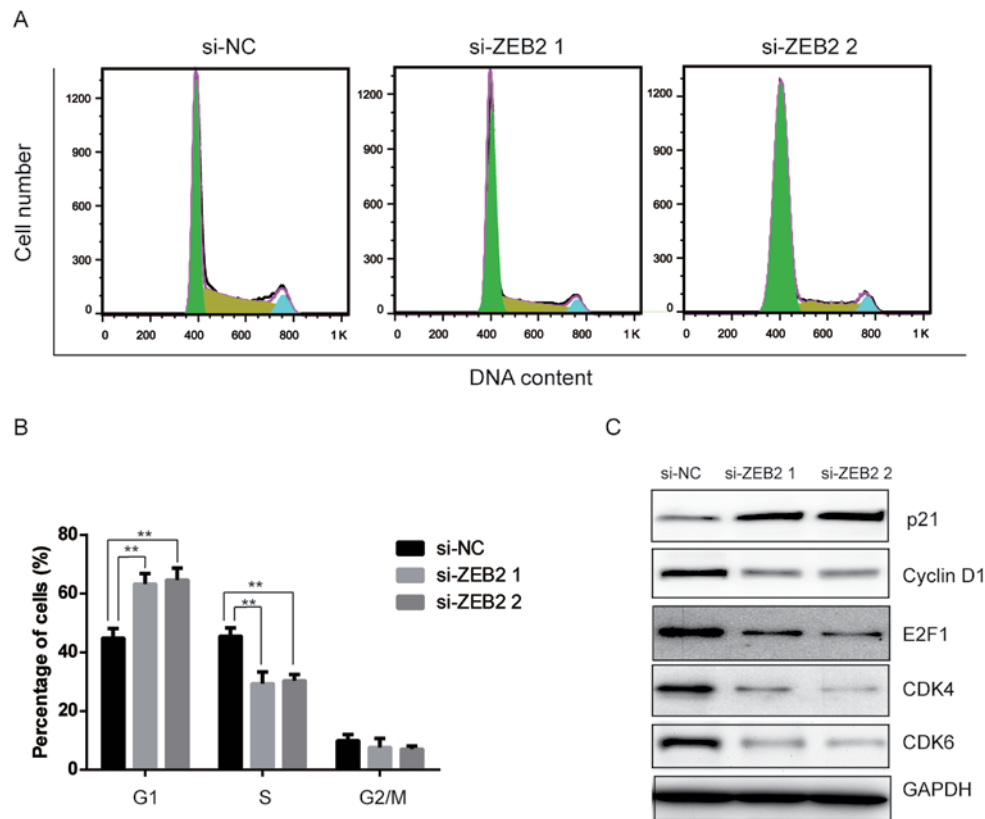 A
si-NC si-ZEB2 1 si-ZEB2 2
1200 1200 1200
900 900 900
600 600 600
300 300 300
0 0 0
0 200 400 600 800 1K 0 200 400 600 800 1K 0 200 400 600 800 1K
Cell number
DNA content
B
Percentage of cells (%)
80
60
40
20
0
** ** ** **
si-NC
si-ZEB2 1
si-ZEB2 2
G1 S G2/M
C
si-NC si-ZEB2 1 si-ZEB2 2
p21
Cyclin D1
E2F1
CDK4
CDK6
GAPDH